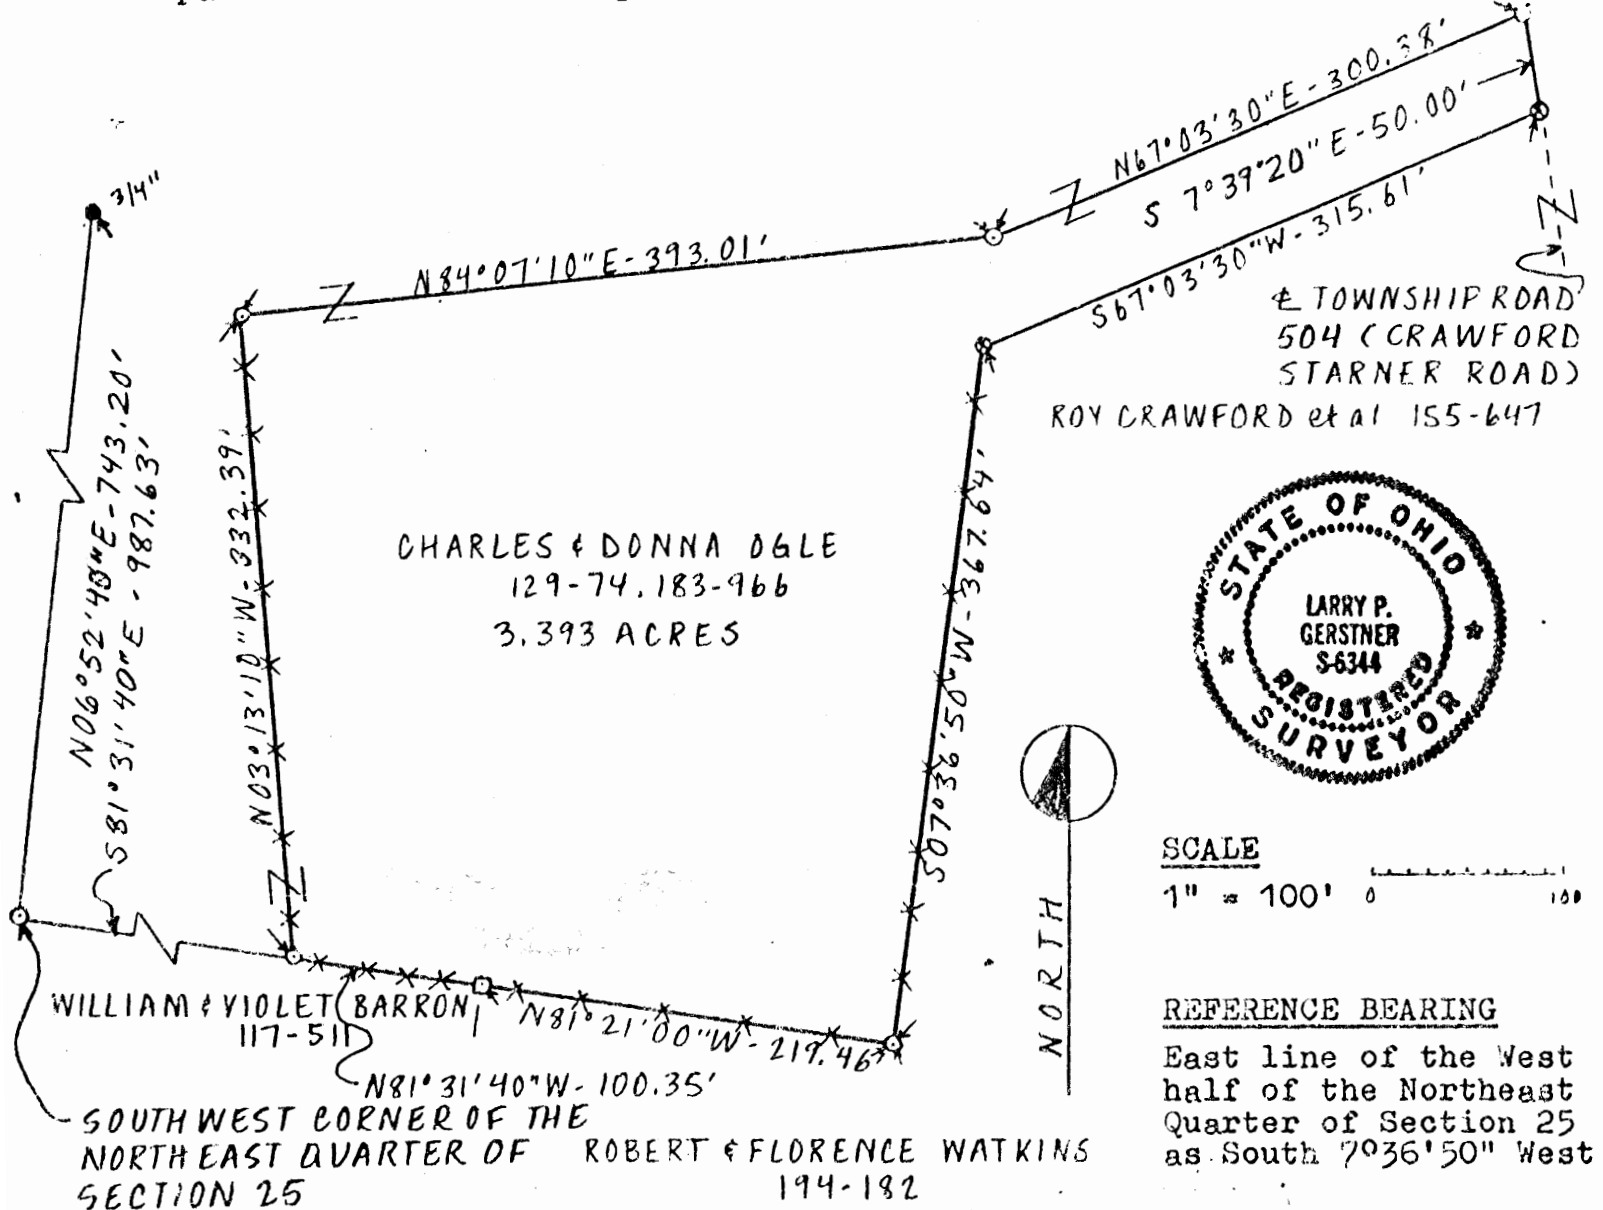 N67°03'30"E-300.38'
S 7°39'20"E-50.00'
S67°03'30"W-315.61'
3/4"
N84°07'10"E-393.01'
℄ TOWNSHIP ROAD
504 (CRAWFORD
STARNER ROAD)
ROY CRAWFORD et al 155-647
N06°52'40"E-743.20'
S81°31'40"E-987.63'
N03°13'10"W-332.39'
CHARLES & DONNA OGLE
129-74, 183-966
3.393 ACRES
S07°36'50"W-367.64'
STATE OF OHIO
LARRY P.
GERSTNER
S-6344
REGISTERED
SURVEYOR
NORTH
SCALE
1" = 100'
0 100
WILLIAM & VIOLET BARRON
117-511
N81°21'00"W-219.46'
N81°31'40"W-100.35'
SOUTHWEST CORNER OF THE
NORTHEAST QUARTER OF
SECTION 25
ROBERT & FLORENCE WATKINS
194-182
REFERENCE BEARING
East line of the West
half of the Northeast
Quarter of Section 25
as South 7°36'50" West